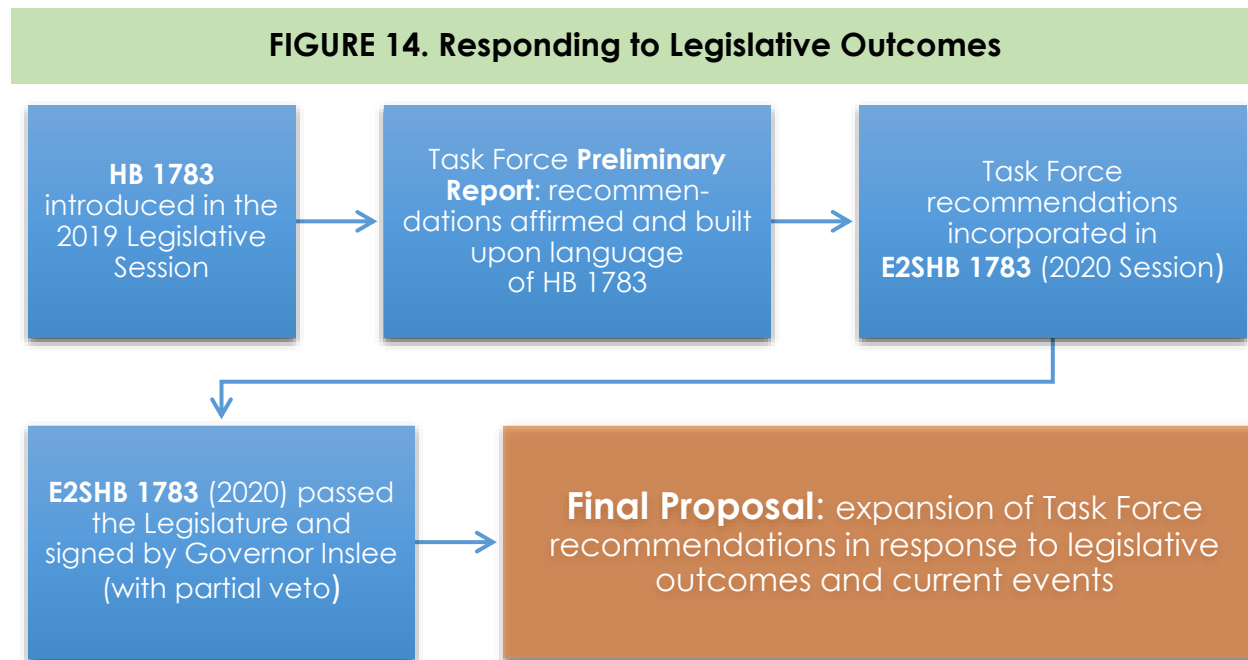 FIGURE 14. Responding to Legislative Outcomes
HB 1783
introduced in the
2019 Legislative
Session
Task Force Preliminary
Report: recommen-
dations affirmed and built
upon language
of HB 1783
Task Force
recommendations
incorporated in
E2SHB 1783 (2020 Session)
E2SHB 1783 (2020) passed
the Legislature and
signed by Governor Inslee
(with partial veto)
Final Proposal: expansion of Task Force
recommendations in response to legislative
outcomes and current events